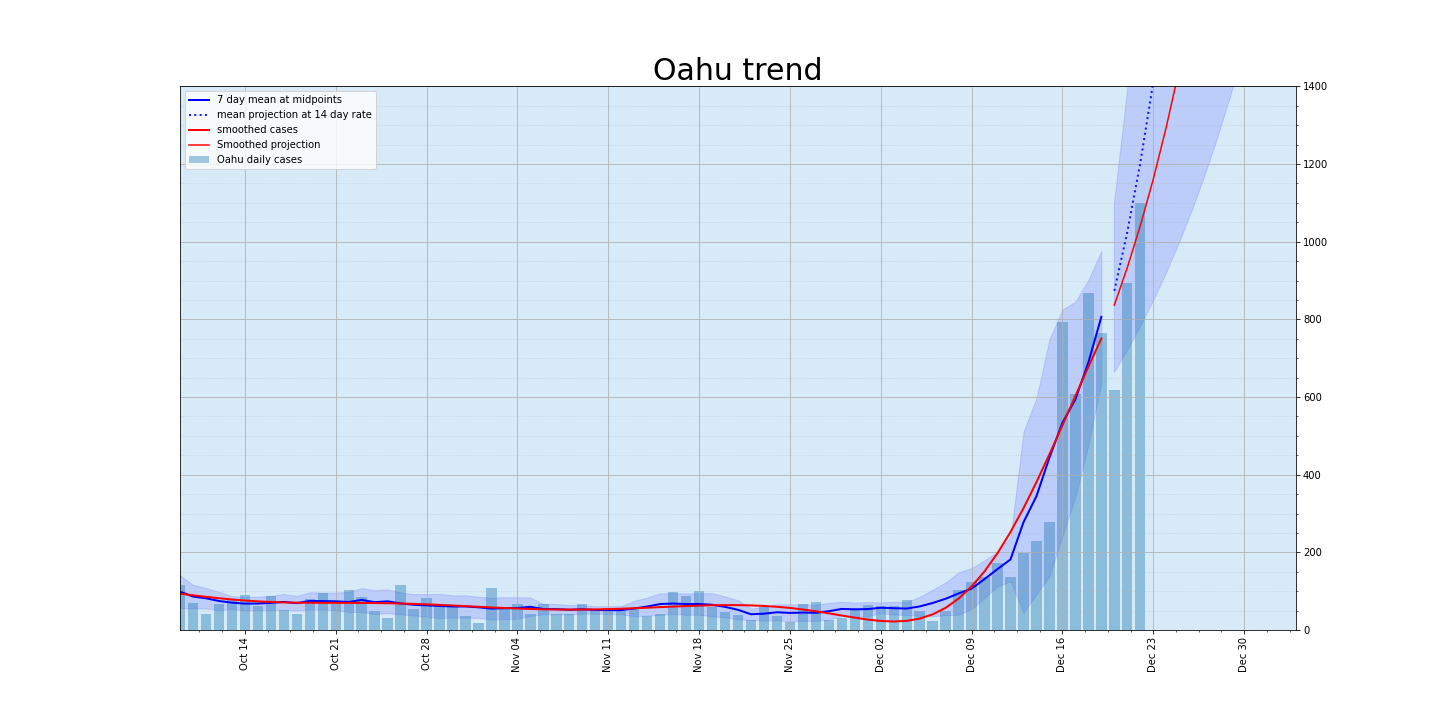 Oahu trend
7 day mean at midpoints
mean projection at 14 day rate
smoothed cases
Smoothed projection
Oahu daily cases
1400
1200
1000
800
600
400
200
0
Oct 14
Oct 21
Oct 28
Nov 04
Nov 11
Nov 18
Nov 25
Dec 02
Dec 09
Dec 16
Dec 23
Dec 30